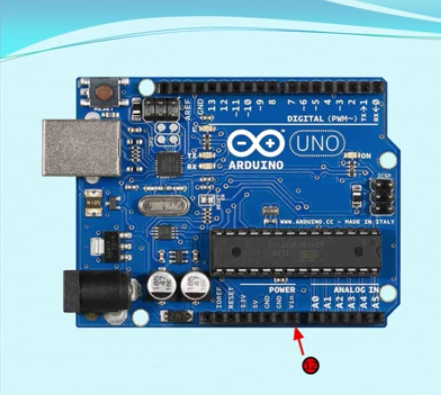 AREF
GND
13
12
~11
~10
~9
8
7
~6
~5
4
~3
2
TX→1
RX←0
DIGITAL (PWM~)
UNO
TX
RX
ARDUINO
ON
ICSP
RESET
WWW.ARDUINO.CC - MADE IN ITALY
POWER
ANALOG IN
IOREF
RESET
3.3V
5V
GND
GND
Vin
A0
A1
A2
A3
A4
A5
12